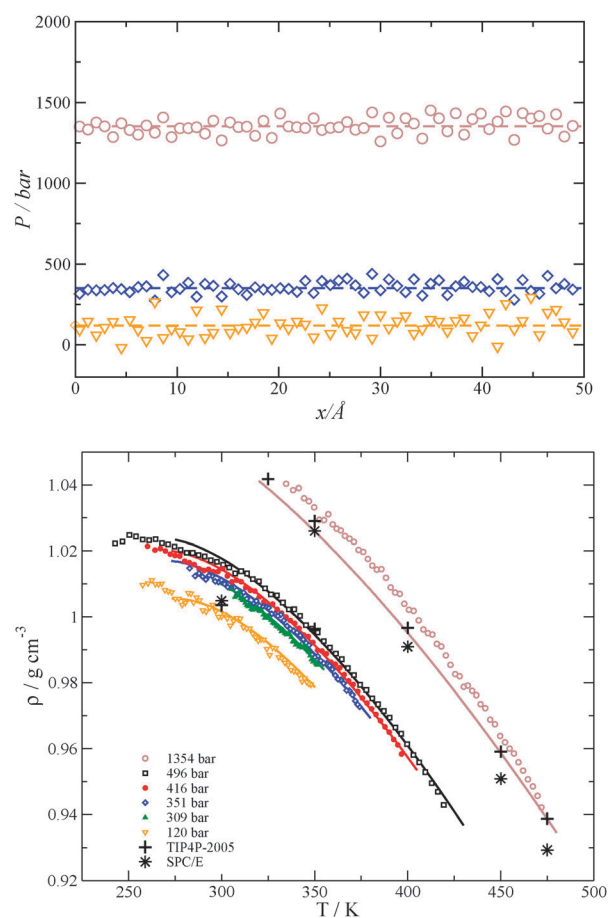 2000
1500
1000
500
0
P / bar
0
10
20
30
40
50
x/Å
1.04
1.02
1
0.98
0.96
0.94
0.92
ρ / g cm⁻³
1354 bar
496 bar
416 bar
351 bar
309 bar
120 bar
TIP4P-2005
SPC/E
250
300
350
400
450
T / K